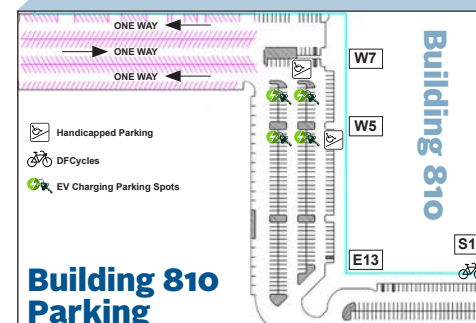 ONE WAY
ONE WAY
ONE WAY
W7
Building 810
W5
Handicapped Parking
DFCycles
EV Charging Parking Spots
S1
E13
Building 810
Parking